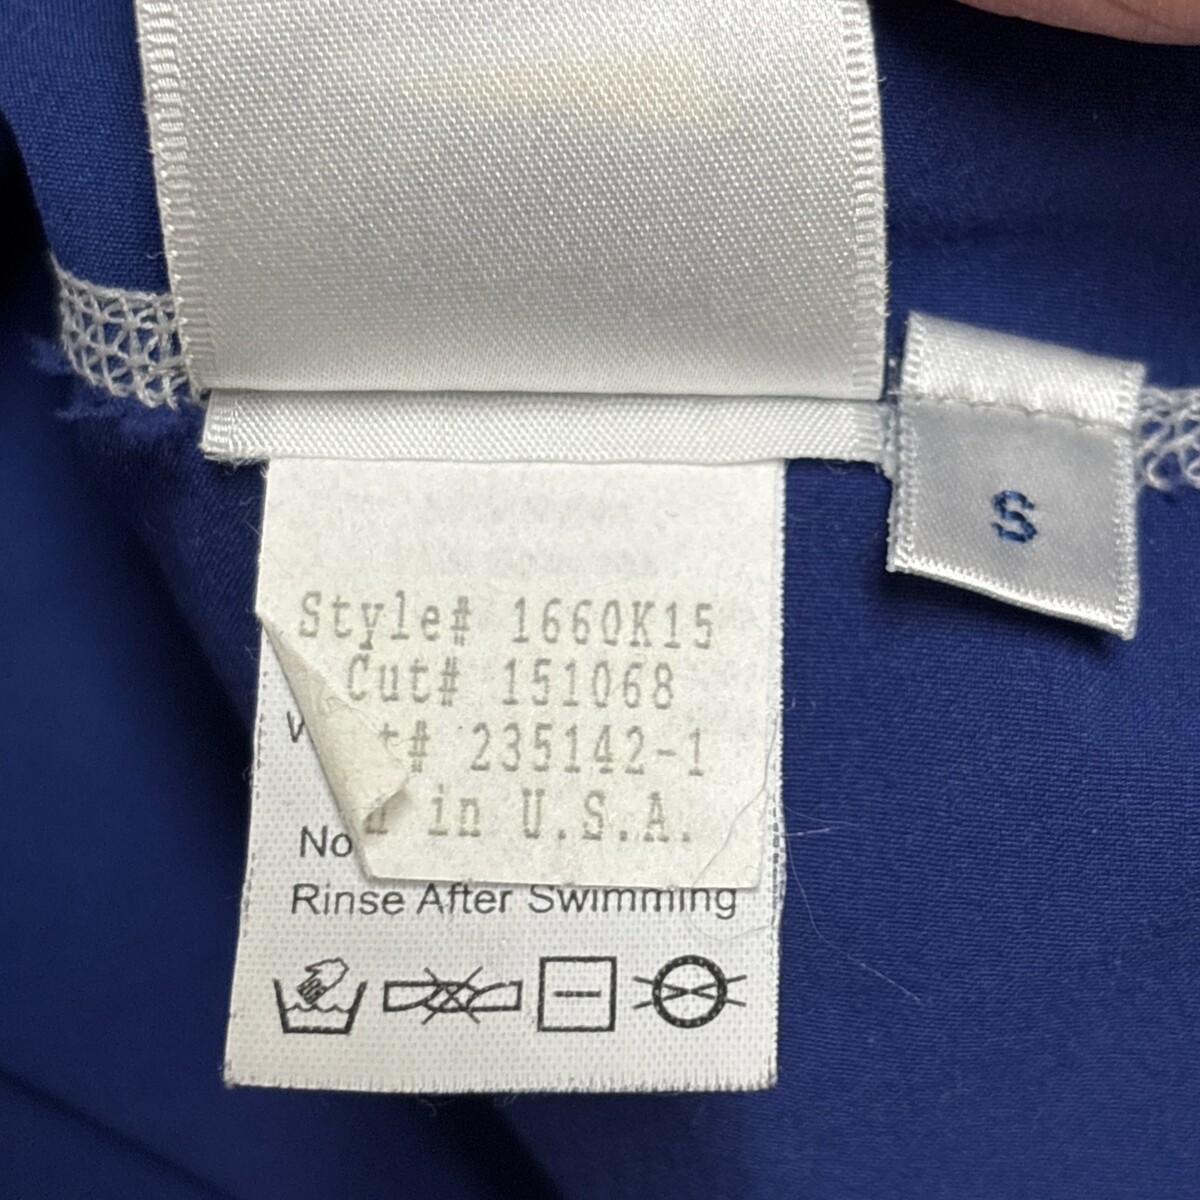 S
Style# 1660K15
Cut# 151068
t# 235142-1
in U.S.A.
No
Rinse After Swimming